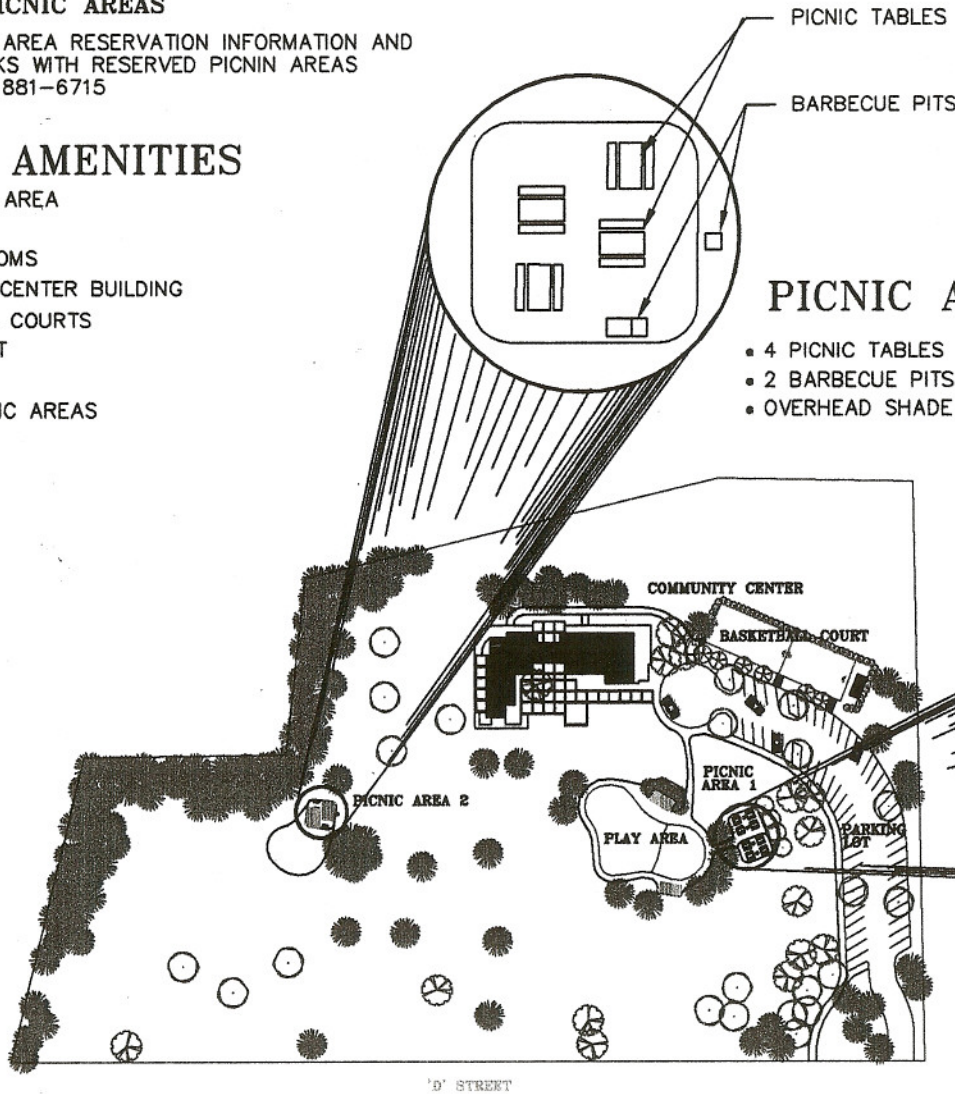 PICNIC AREAS
AREA RESERVATION INFORMATION AND
KS WITH RESERVED PICNIN AREAS
881-6715
AMENITIES
AREA
OMS
CENTER BUILDING
COURTS
T
IC AREAS
PICNIC TABLES
BARBECUE PITS
PICNIC A
• 4 PICNIC TABLES
• 2 BARBECUE PITS
• OVERHEAD SHADE
COMMUNITY CENTER
BASKETBALL COURT
PICNIC
AREA 1
PICNIC AREA 2
PLAY AREA
PARKING
LOT
'D' STREET